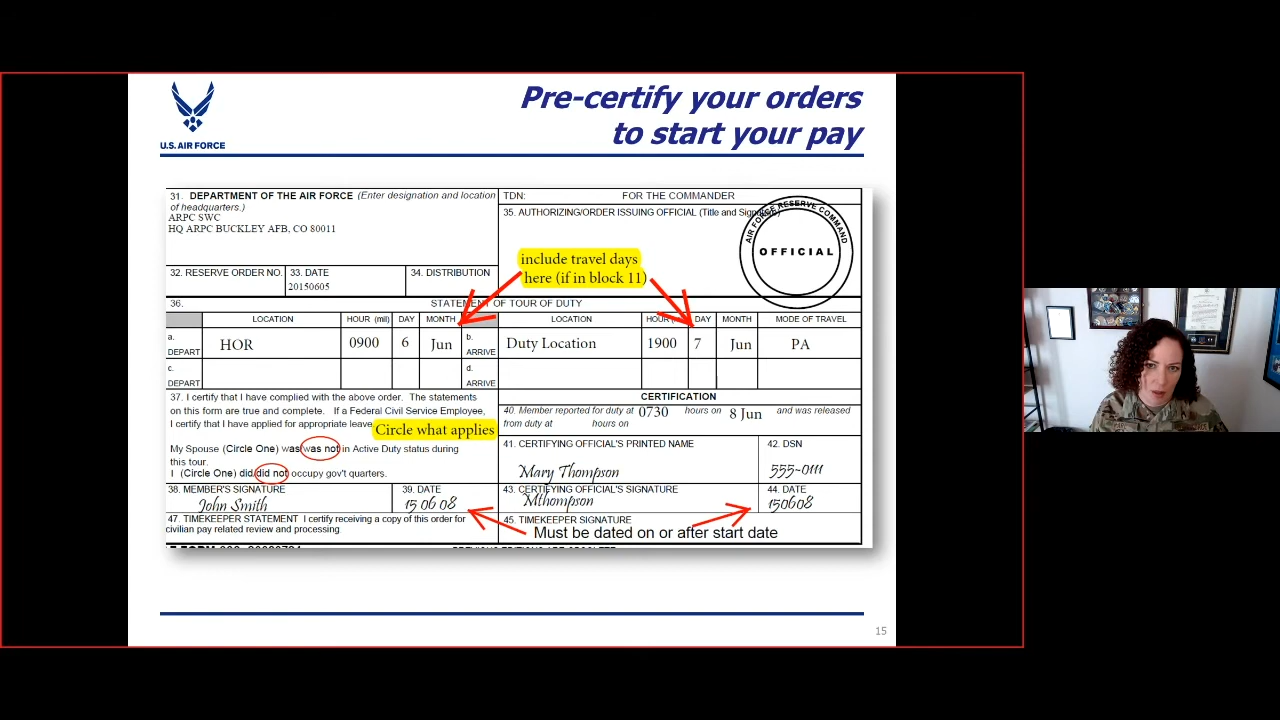 Pre-certify your orders
to start your pay
U.S. AIR FORCE
31. DEPARTMENT OF THE AIR FORCE (Enter designation and location
of headquarters.)
ARPC SWC
HQ ARPC BUCKLEY AFB, CO 80011
TDN: FOR THE COMMANDER
35. AUTHORIZING/ORDER ISSUING OFFICIAL (Title and
AIR FORCE RESERVE COMMAND
OFFICIAL
include travel days
here (if in block 11)
32. RESERVE ORDER NO. 33. DATE 34. DISTRIBUTION
20150605
36. STATEMENT OF TOUR OF DUTY
LOCATION HOUR (mil) DAY MONTH LOCATION HOUR DAY MONTH MODE OF TRAVEL
a. DEPART HOR 0900 6 Jun b. ARRIVE Duty Location 1900 7 Jun PA
c. DEPART d. ARRIVE
37. I certify that I have complied with the above order. The statements
on this form are true and complete. If a Federal Civil Service Employee,
I certify that I have applied for appropriate leave
Circle what applies
My Spouse (Circle One) was/was not in Active Duty status during
this tour.
I (Circle One) did/did not occupy gov't quarters.
CERTIFICATION
40. Member reported for duty at 0730 hours on 8 Jun and was released
from duty at hours on
41. CERTIFYING OFFICIAL'S PRINTED NAME 42. DSN
Mary Thompson 555-0111
38. MEMBER'S SIGNATURE 39. DATE 43. CERTIFYING OFFICIAL'S SIGNATURE 44. DATE
John Smith 15 06 08 Mthompson 150608
47. TIMEKEEPER STATEMENT I certify receiving a copy of this order for
civilian pay related review and processing
45. TIMEKEEPER SIGNATURE
Must be dated on or after start date
15